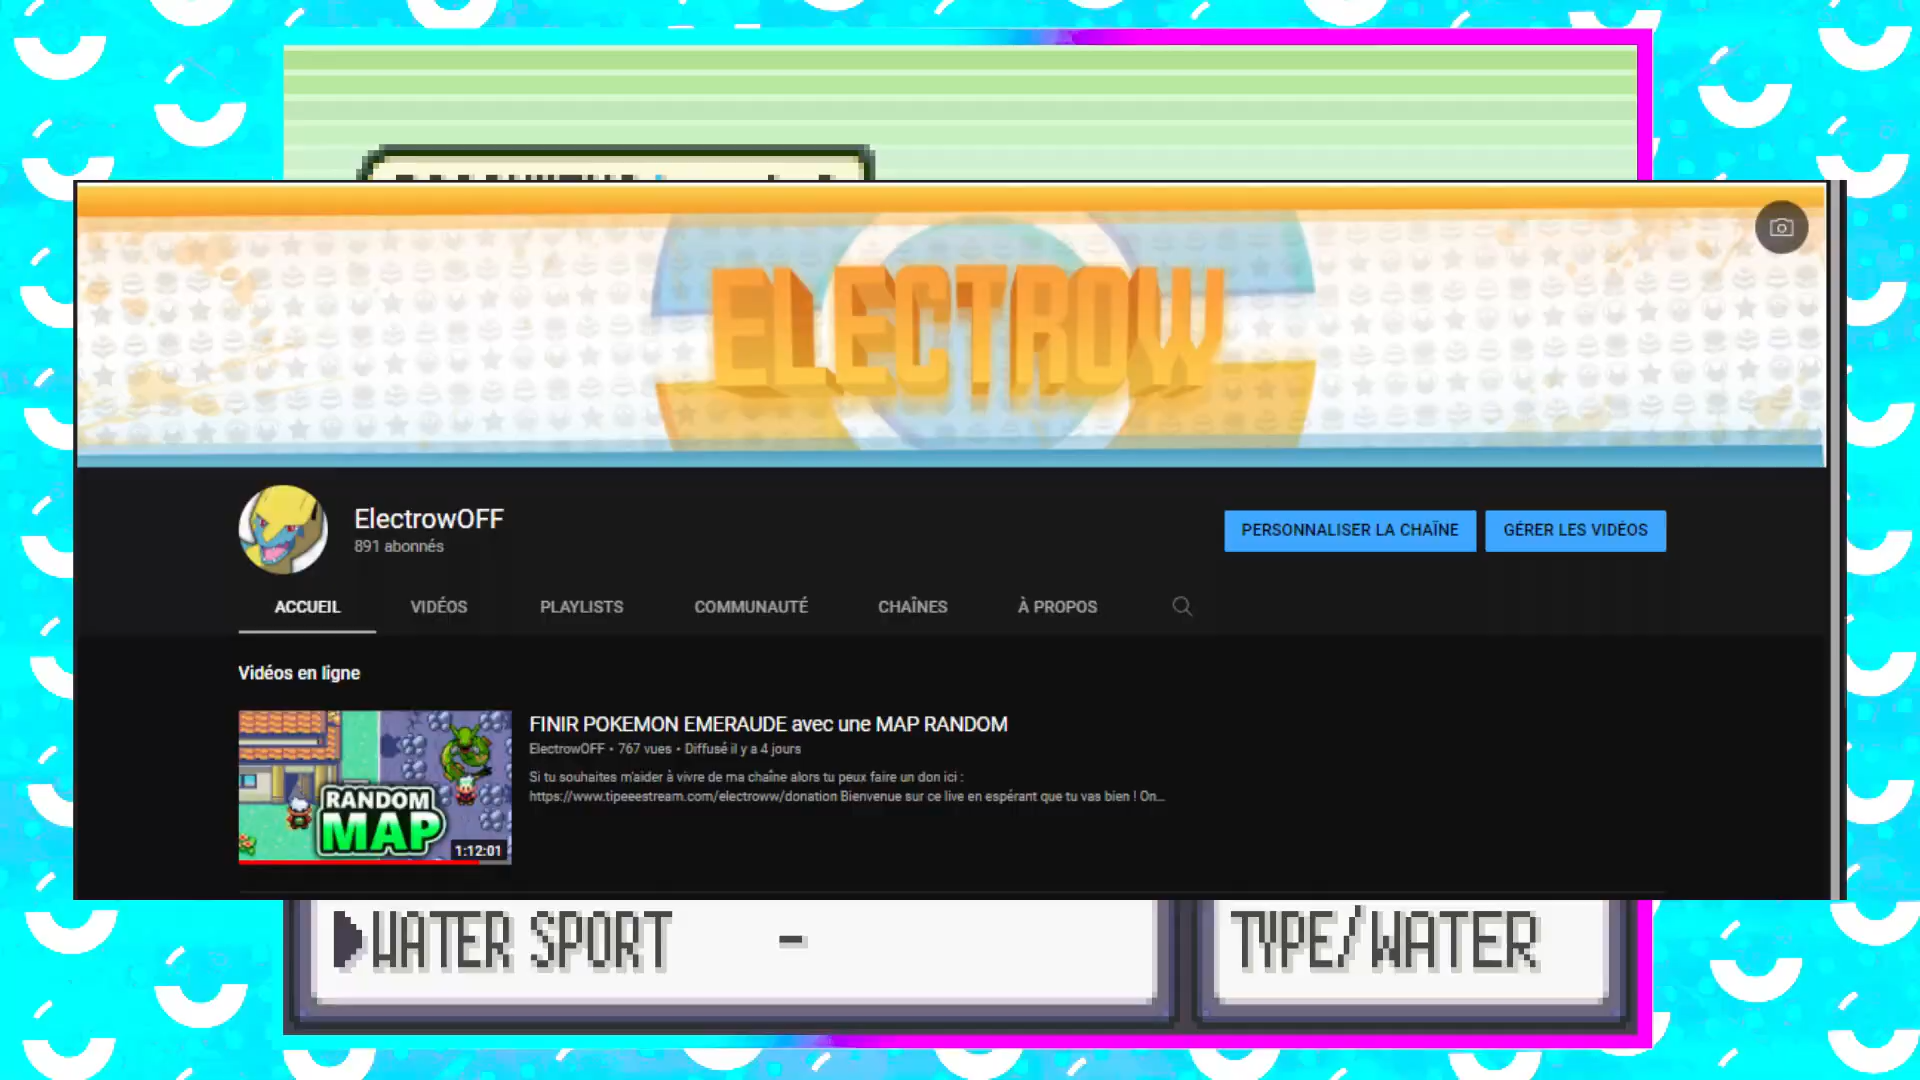 ELECTROW
ElectrowOFF
891 abonnés
PERSONNALISER LA CHAÎNE
GÉRER LES VIDÉOS
ACCUEIL VIDÉOS PLAYLISTS COMMUNAUTÉ CHAÎNES À PROPOS
Vidéos en ligne
RANDOM
MAP
1:12:01
FINIR POKEMON EMERAUDE avec une MAP RANDOM
ElectrowOFF • 767 vues • Diffusé il y a 4 jours
Si tu souhaites m'aider à vivre de ma chaîne alors tu peux faire un don ici :
https://www.tipeeestream.com/electroww/donation Bienvenue sur ce live en espérant que tu vas bien ! On...
WATER SPORT -
TYPE/WATER